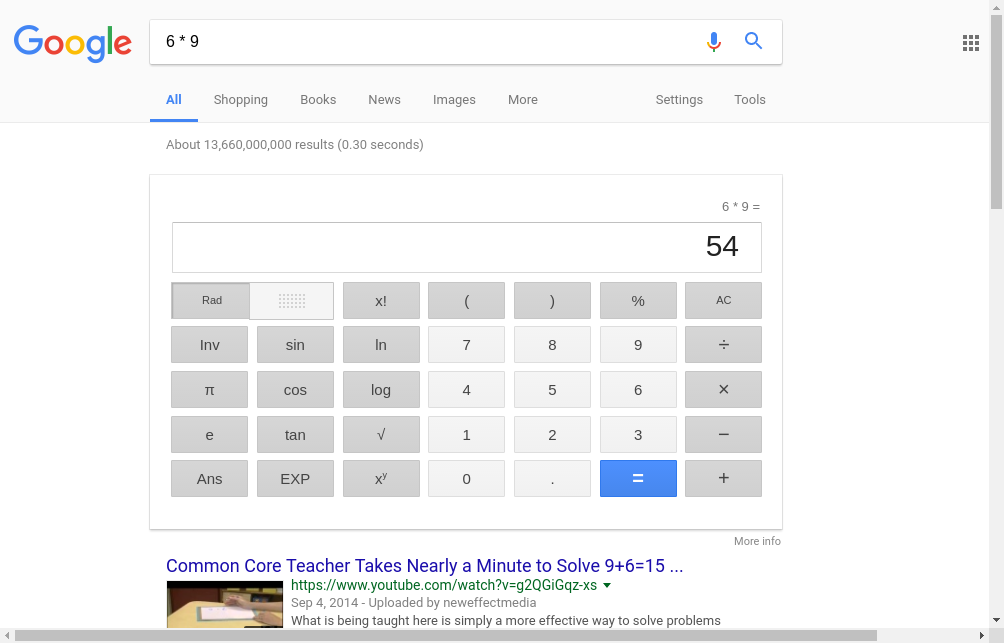 Google
6 * 9
All Shopping Books News Images More Settings Tools
About 13,660,000,000 results (0.30 seconds)
6 * 9 =
54
Rad x! ( ) % AC
Inv sin ln 7 8 9 ÷
π cos log 4 5 6 ×
e tan √ 1 2 3 −
Ans EXP xʸ 0 . = +
More info
Common Core Teacher Takes Nearly a Minute to Solve 9+6=15 ...
https://www.youtube.com/watch?v=g2QGiGqz-xs
Sep 4, 2014 - Uploaded by neweffectmedia
What is being taught here is simply a more effective way to solve problems